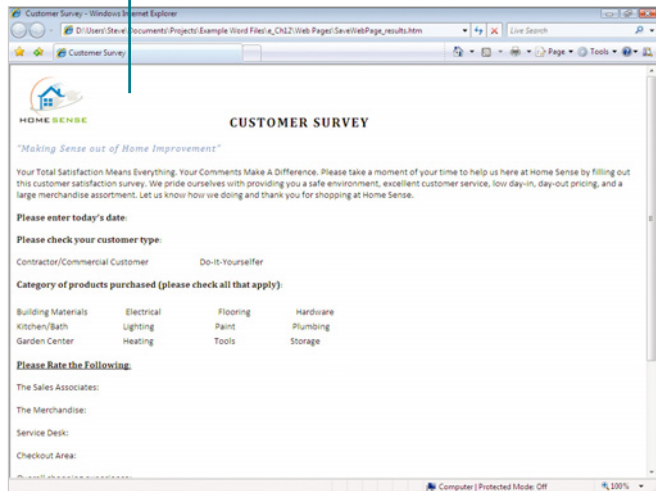 Customer Survey - Windows Internet Explorer
D:\Users\Steve\Documents\Projects\Example Word Files\e_Ch12\Web Pages\SaveWebPage_results.htm
Live Search
Customer Survey
Page
Tools
HOMESENSE
CUSTOMER SURVEY
"Making Sense out of Home Improvement"
Your Total Satisfaction Means Everything. Your Comments Make A Difference. Please take a moment of your time to help us here at Home Sense by filling out
this customer satisfaction survey. We pride ourselves with providing you a safe environment, excellent customer service, low day-in, day-out pricing, and a
large merchandise assortment. Let us know how we doing and thank you for shopping at Home Sense.
Please enter today's date:
Please check your customer type:
Contractor/Commercial Customer Do-It-Yourselfer
Category of products purchased (please check all that apply):
Building Materials Electrical Flooring Hardware
Kitchen/Bath Lighting Paint Plumbing
Garden Center Heating Tools Storage
Please Rate the Following:
The Sales Associates:
The Merchandise:
Service Desk:
Checkout Area:
Overall shopping experience:
Computer | Protected Mode: Off 100%